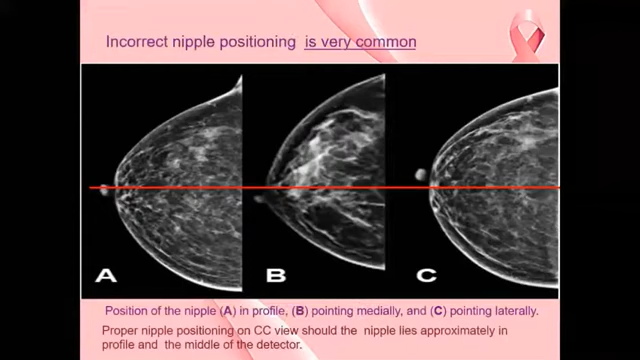 Incorrect nipple positioning is very common
A B C
Position of the nipple (A) in profile, (B) pointing medially, and (C) pointing laterally.
Proper nipple positioning on CC view should the nipple lies approximately in
profile and the middle of the detector.